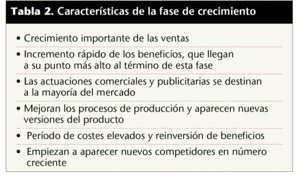 Tabla 2. Características de la fase de crecimiento
• Crecimiento importante de las ventas
• Incremento rápido de los beneficios, que llegan
a su punto más alto al término de esta fase
• Las actuaciones comerciales y publicitarias se destinan
a la mayoría del mercado
• Mejoran los procesos de producción y aparecen nuevas
versiones del producto
• Período de costes elevados y reinversión de beneficios
• Empiezan a aparecer nuevos competidores en número
creciente